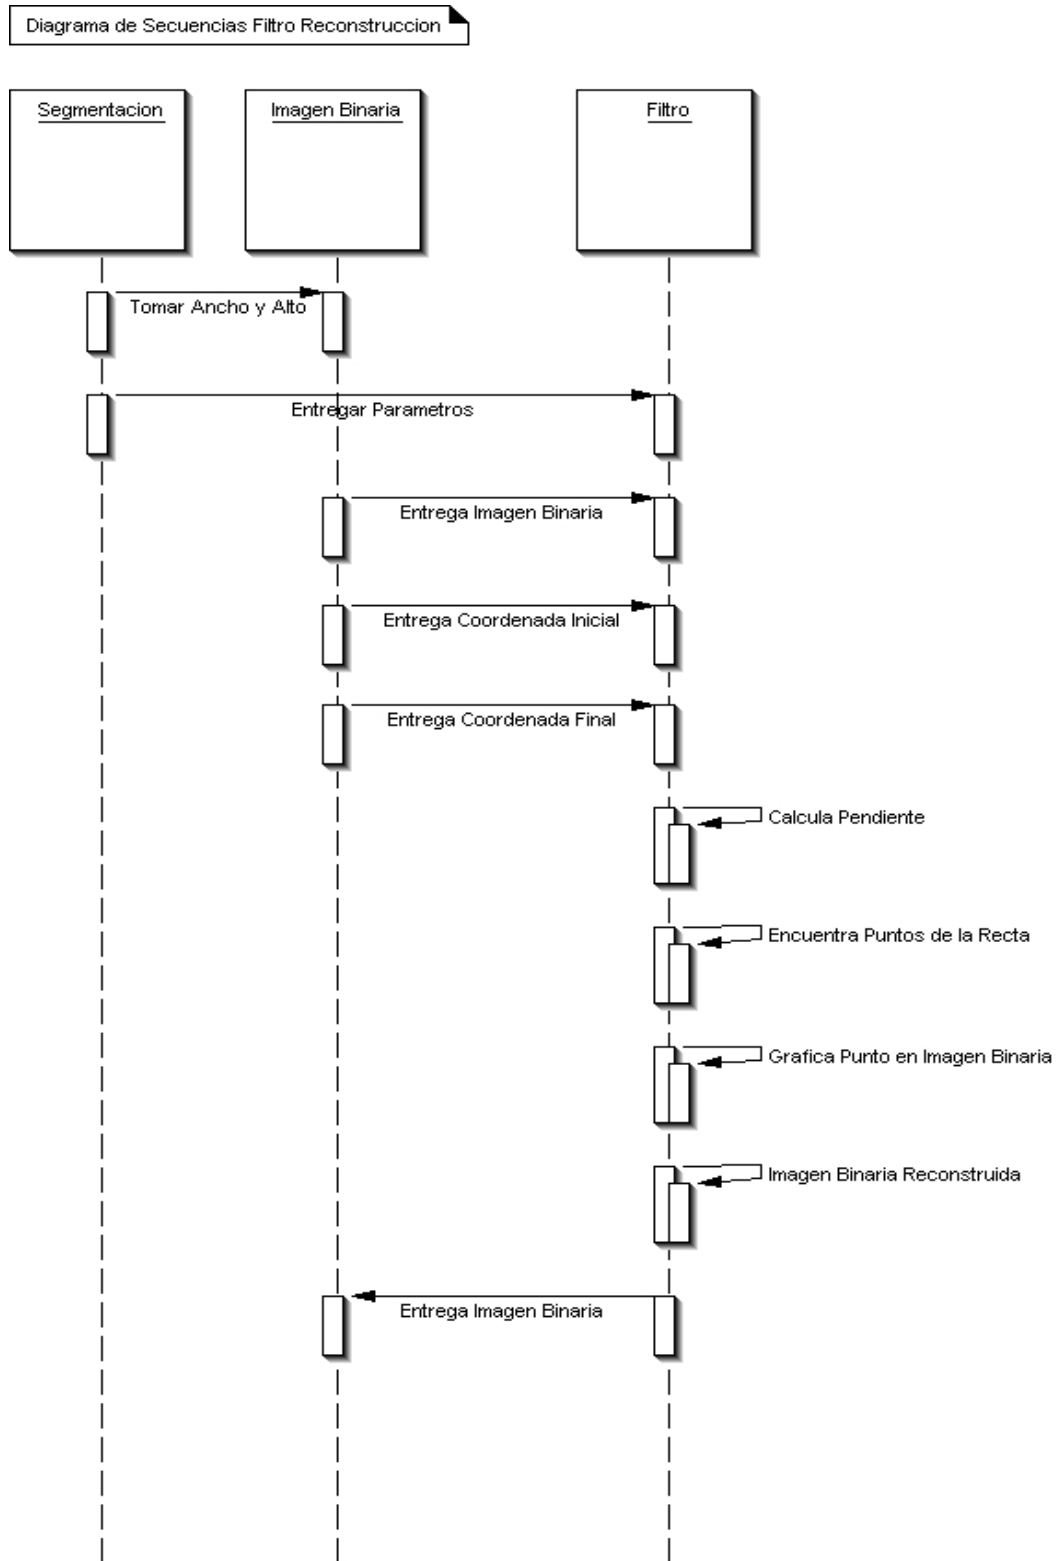 Diagrama de Secuencias Filtro Reconstruccion
Segmentacion
Imagen Binaria
Filtro
Tomar Ancho y Alto
Entregar Parametros
Entrega Imagen Binaria
Entrega Coordenada Inicial
Entrega Coordenada Final
Calcula Pendiente
Encuentra Puntos de la Recta
Grafica Punto en Imagen Binaria
Imagen Binaria Reconstruida
Entrega Imagen Binaria